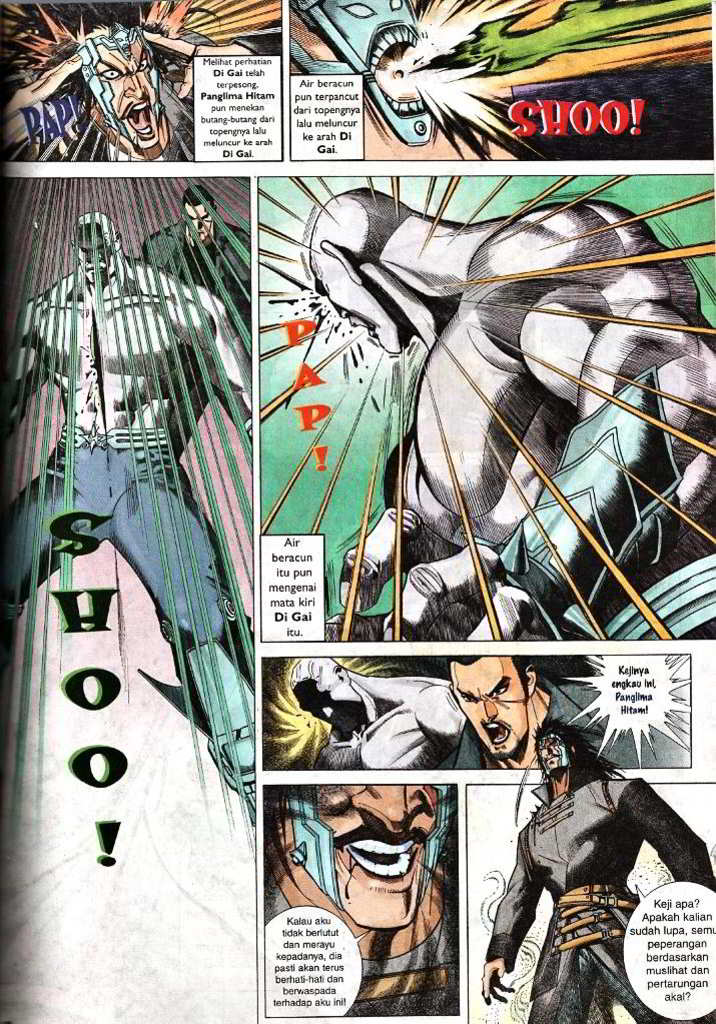 Melihat perhatian
Di Gai telah
terpesong,
Panglima Hitam
pun menekan
butang-butang dari
topengnya lalu
meluncur ke arah
Di Gai.
PAP!
Air beracun
pun terpancut
dari topengnya lalu
meluncur ke arah Di
Gai.
SHOO!
SHOO!
PAP!
Air
beracun
itu pun
mengenai
mata kiri
Di Gai
itu.
Kejinya
engkau ini,
Panglima
Hitam!
Kalau aku
tidak berlutut
dan merayu
kepadanya, dia
pasti akan terus
berhati-hati dan
berwaspada
terhadap aku ini!
Keji apa?
Apakah kalian
sudah lupa, semu
peperangan
berdasarkan
muslihat dan
pertarungan
akal?